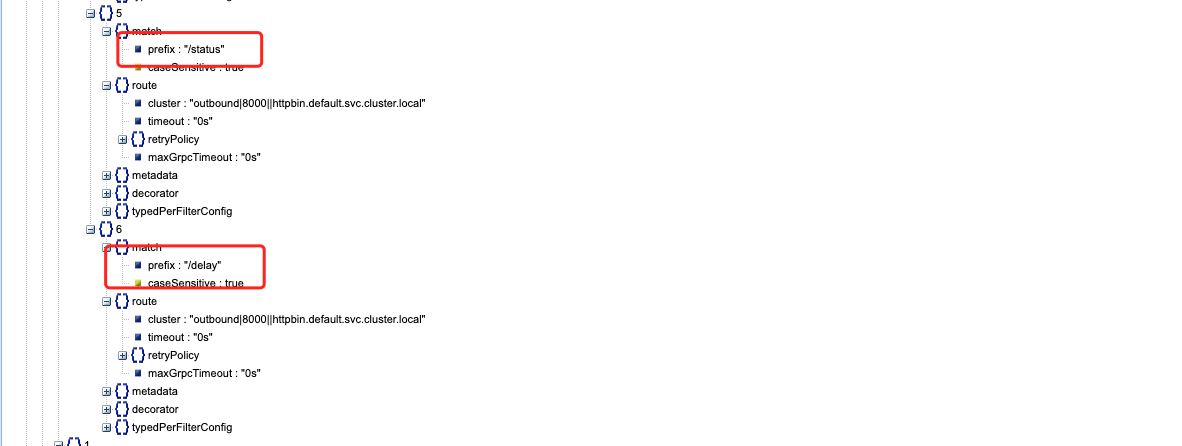 5
match
prefix : "/status"
caseSensitive : true
route
cluster : "outbound|8000||httpbin.default.svc.cluster.local"
timeout : "0s"
retryPolicy
maxGrpcTimeout : "0s"
metadata
decorator
typedPerFilterConfig
6
match
prefix : "/delay"
caseSensitive : true
route
cluster : "outbound|8000||httpbin.default.svc.cluster.local"
timeout : "0s"
retryPolicy
maxGrpcTimeout : "0s"
metadata
decorator
typedPerFilterConfig
1